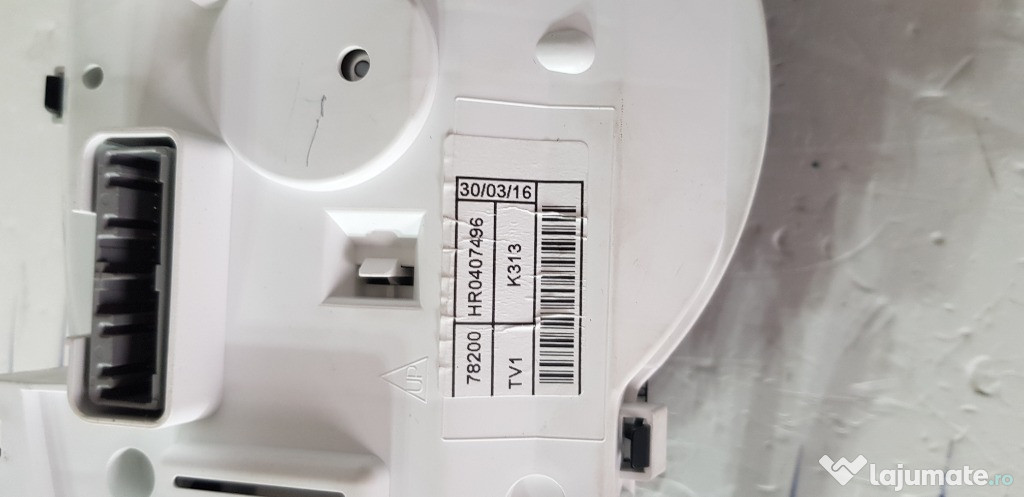 30/03/16
78200 HR0407496
TV1 K313
UP
lajumate.ro